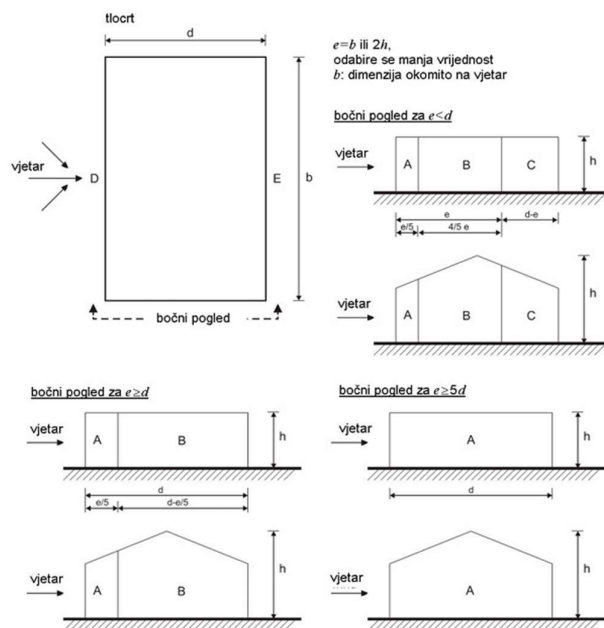 tlocrt
d
e=b ili 2h,
odabire se manja vrijednost
b: dimenzija okomito na vjetar
vjetar
D
E
b
bočni pogled
bočni pogled za e<d
vjetar
A
B
C
h
e
d-e
e/5
4/5 e
vjetar
A
B
C
h
bočni pogled za e≥d
vjetar
A
B
h
d
e/5
d-e/5
vjetar
A
B
h
bočni pogled za e≥5d
vjetar
A
h
d
vjetar
A
h